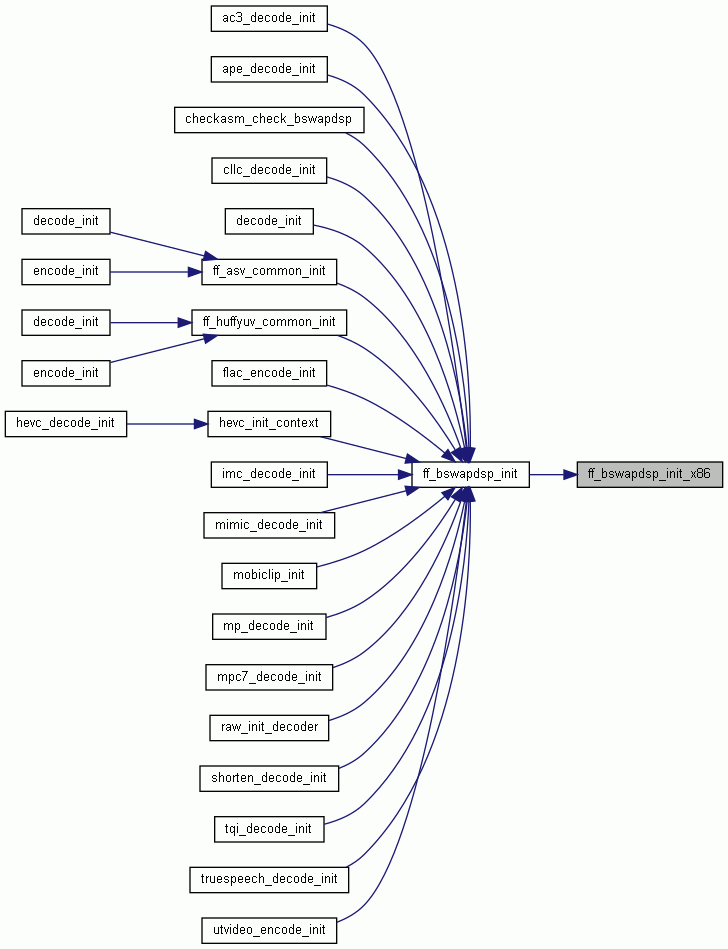 ac3_decode_init
ape_decode_init
checkasm_check_bswapdsp
cllc_decode_init
decode_init
decode_init
ff_asv_common_init
encode_init
decode_init
ff_huffyuv_common_init
encode_init
flac_encode_init
hevc_decode_init
hevc_init_context
ff_bswapdsp_init
ff_bswapdsp_init_x86
imc_decode_init
mimic_decode_init
mobiclip_init
mp_decode_init
mpc7_decode_init
raw_init_decoder
shorten_decode_init
tqi_decode_init
truespeech_decode_init
utvideo_encode_init